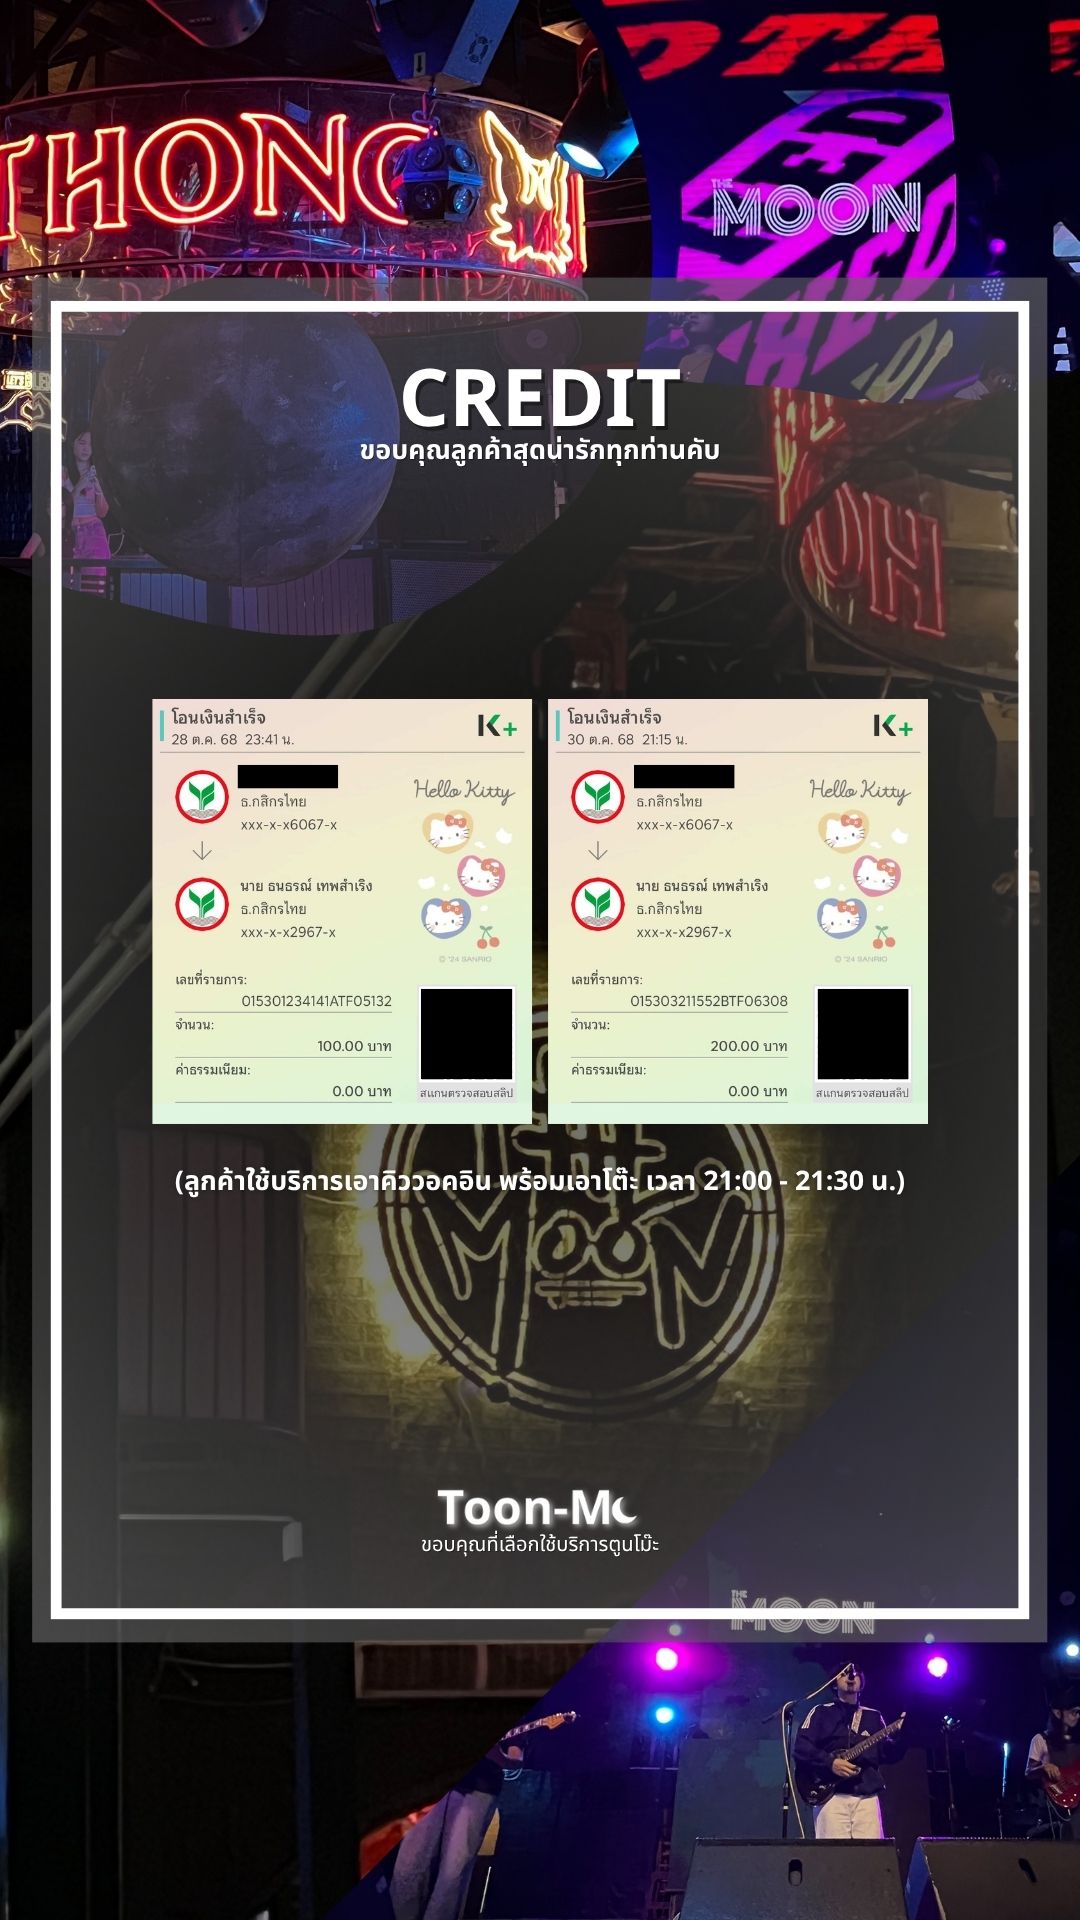 THONG
THE
MOON
CREDIT
ขอบคุณลูกค้าสุดน่ารักทุกท่านคับ
โอนเงินสำเร็จ
28 ต.ค. 68 23:41 น.
K+
ธ.กสิกรไทย
xxx-x-x6067-x
Hello Kitty
นาย ธนธรณ์ เทพสำเริง
ธ.กสิกรไทย
xxx-x-x2967-x
© '24 SANRIO
เลขที่รายการ:
015301234141ATF05132
จำนวน:
100.00 บาท
ค่าธรรมเนียม:
0.00 บาท
สแกนตรวจสอบสลิป
โอนเงินสำเร็จ
30 ต.ค. 68 21:15 น.
K+
ธ.กสิกรไทย
xxx-x-x6067-x
Hello Kitty
นาย ธนธรณ์ เทพสำเริง
ธ.กสิกรไทย
xxx-x-x2967-x
© '24 SANRIO
เลขที่รายการ:
015303211552BTF06308
จำนวน:
200.00 บาท
ค่าธรรมเนียม:
0.00 บาท
สแกนตรวจสอบสลิป
(ลูกค้าใช้บริการเอาคิววอคอิน พร้อมเอาโต๊ะ เวลา 21:00 - 21:30 น.)
THE
MOON
Toon-M
ขอบคุณที่เลือกใช้บริการตูนโม๊ะ
THE
MOON